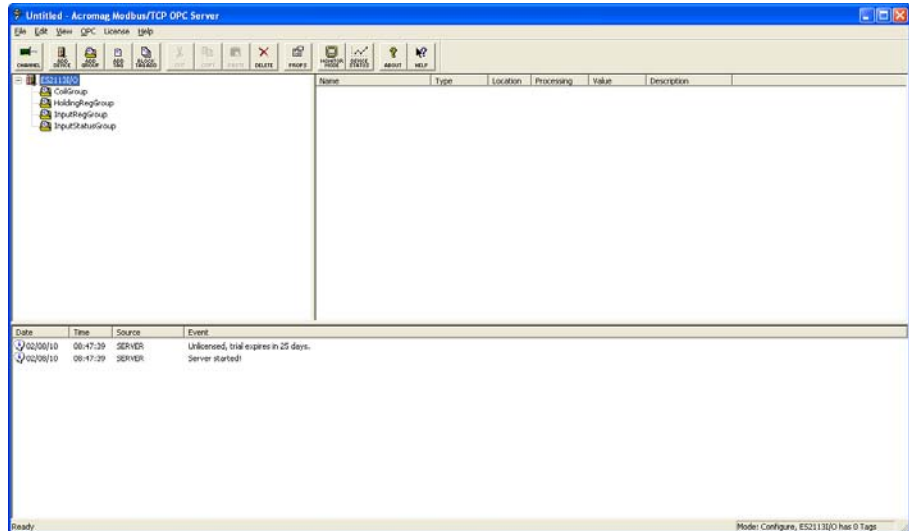 Untitled - Acromag Modbus/TCP OPC Server
File Edit View OPC License Help
CHANNEL ADD DEVICE ADD GROUP ADD TAG BLOCK TAG ADD CUT COPY PASTE DELETE PROPS MONITOR MODE DEVICE STATUS ABOUT HELP
ES2113I/O
CoilGroup
HoldingRegGroup
InputRegGroup
InputStatusGroup
Name Type Location Processing Value Description
Date Time Source Event
02/08/10 08:47:39 SERVER Unlicensed, trial expires in 25 days.
02/08/10 08:47:39 SERVER Server started!
Ready Mode: Configure, ES2113I/O has 0 Tags